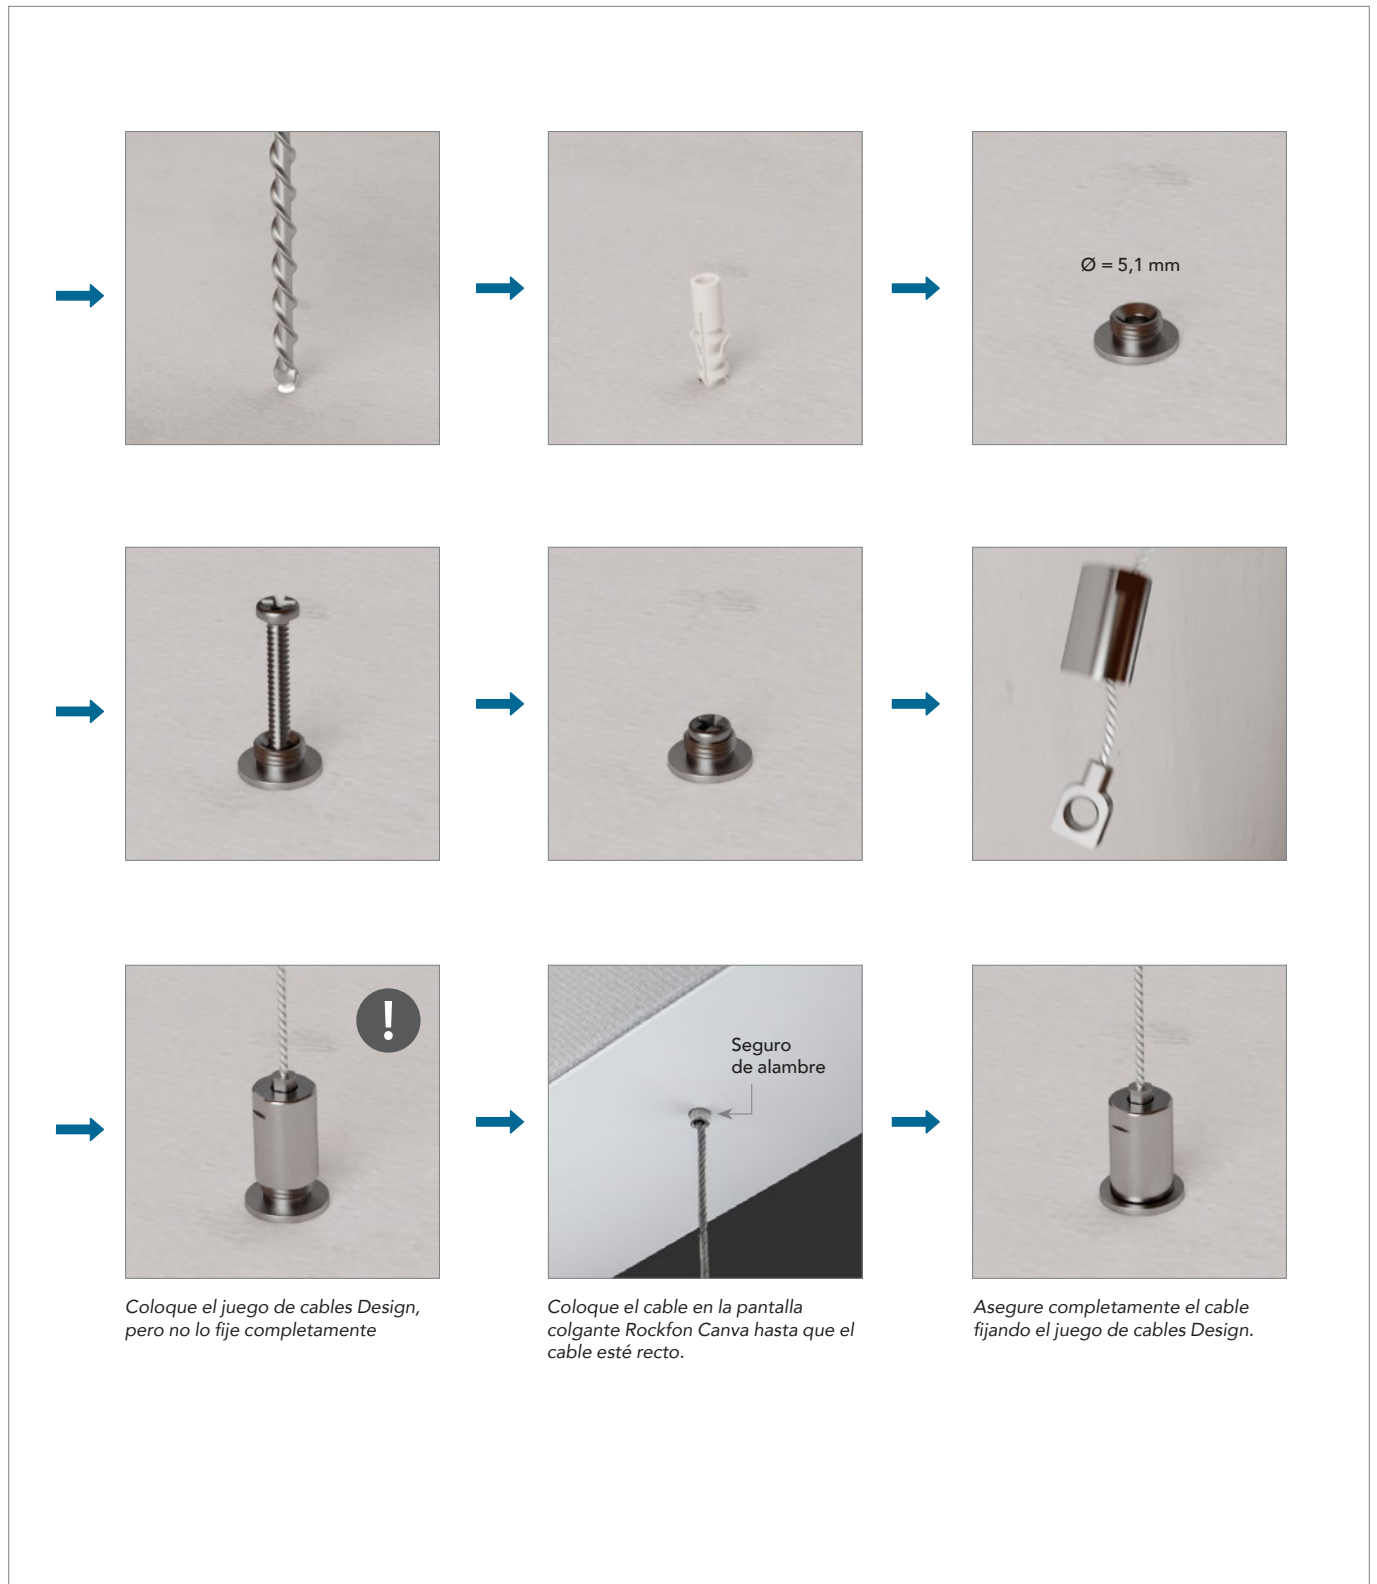 Ø = 5,1 mm
!
Seguro
de alambre
Coloque el juego de cables Design,
pero no lo fije completamente
Coloque el cable en la pantalla
colgante Rockfon Canva hasta que el
cable esté recto.
Asegure completamente el cable
fijando el juego de cables Design.